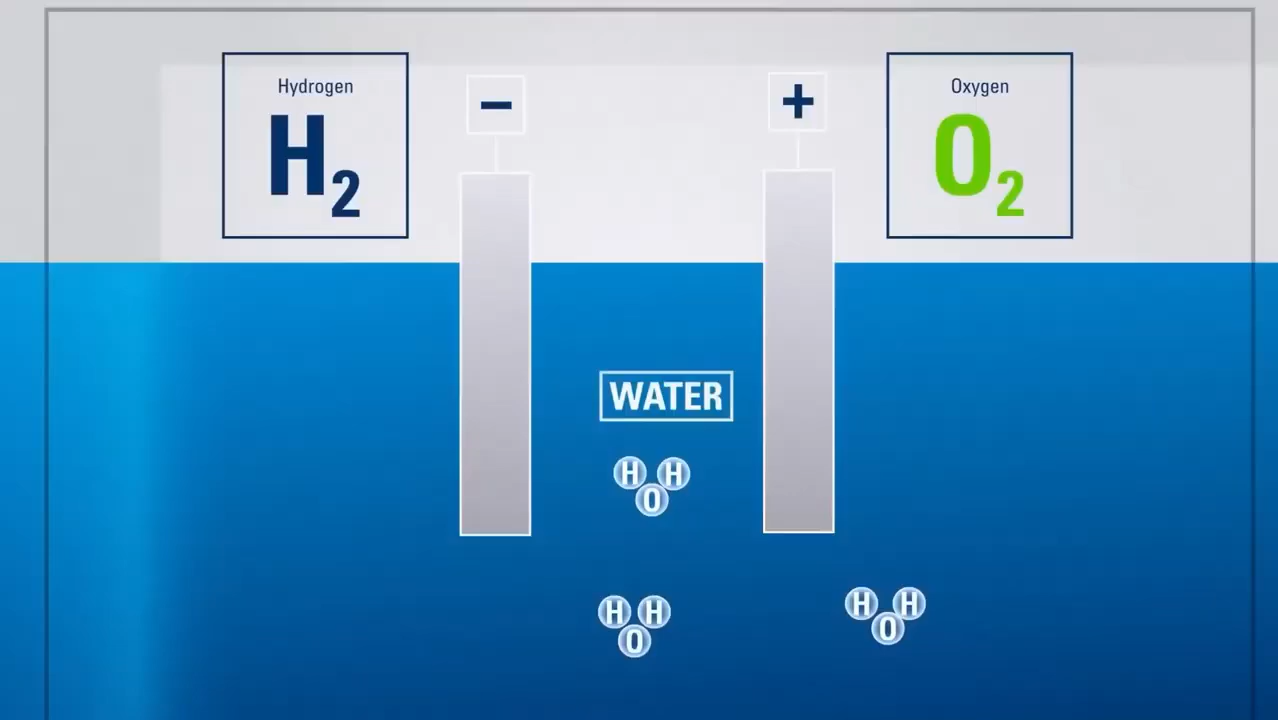 Hydrogen
H2
−
+
Oxygen
O2
WATER
H H
O
H H
O
H H
O